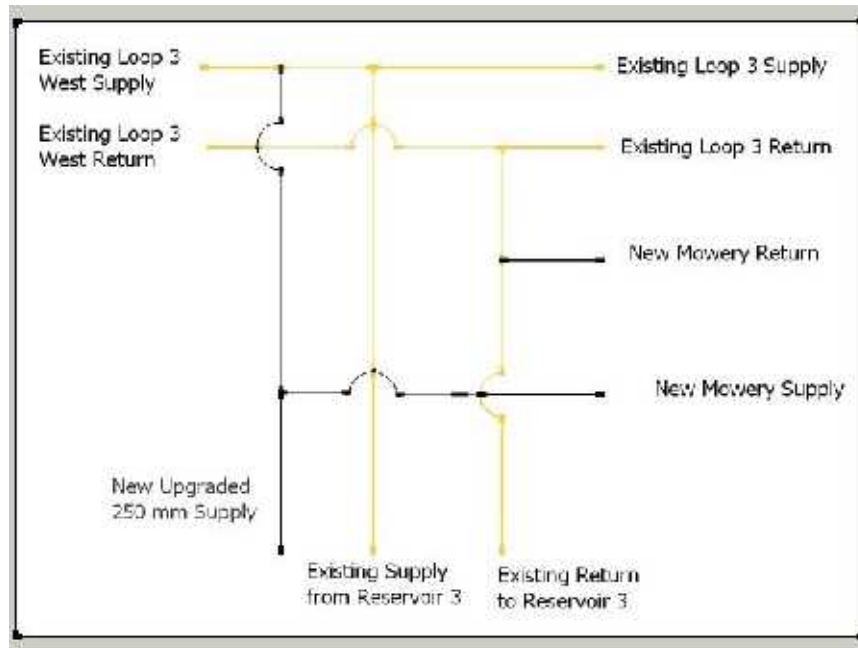 Existing Loop 3
West Supply
Existing Loop 3 Supply
Existing Loop 3
West Return
Existing Loop 3 Return
New Mowery Return
New Mowery Supply
New Upgraded
250 mm Supply
Existing Supply
from Reservoir 3
Existing Return
to Reservoir 3